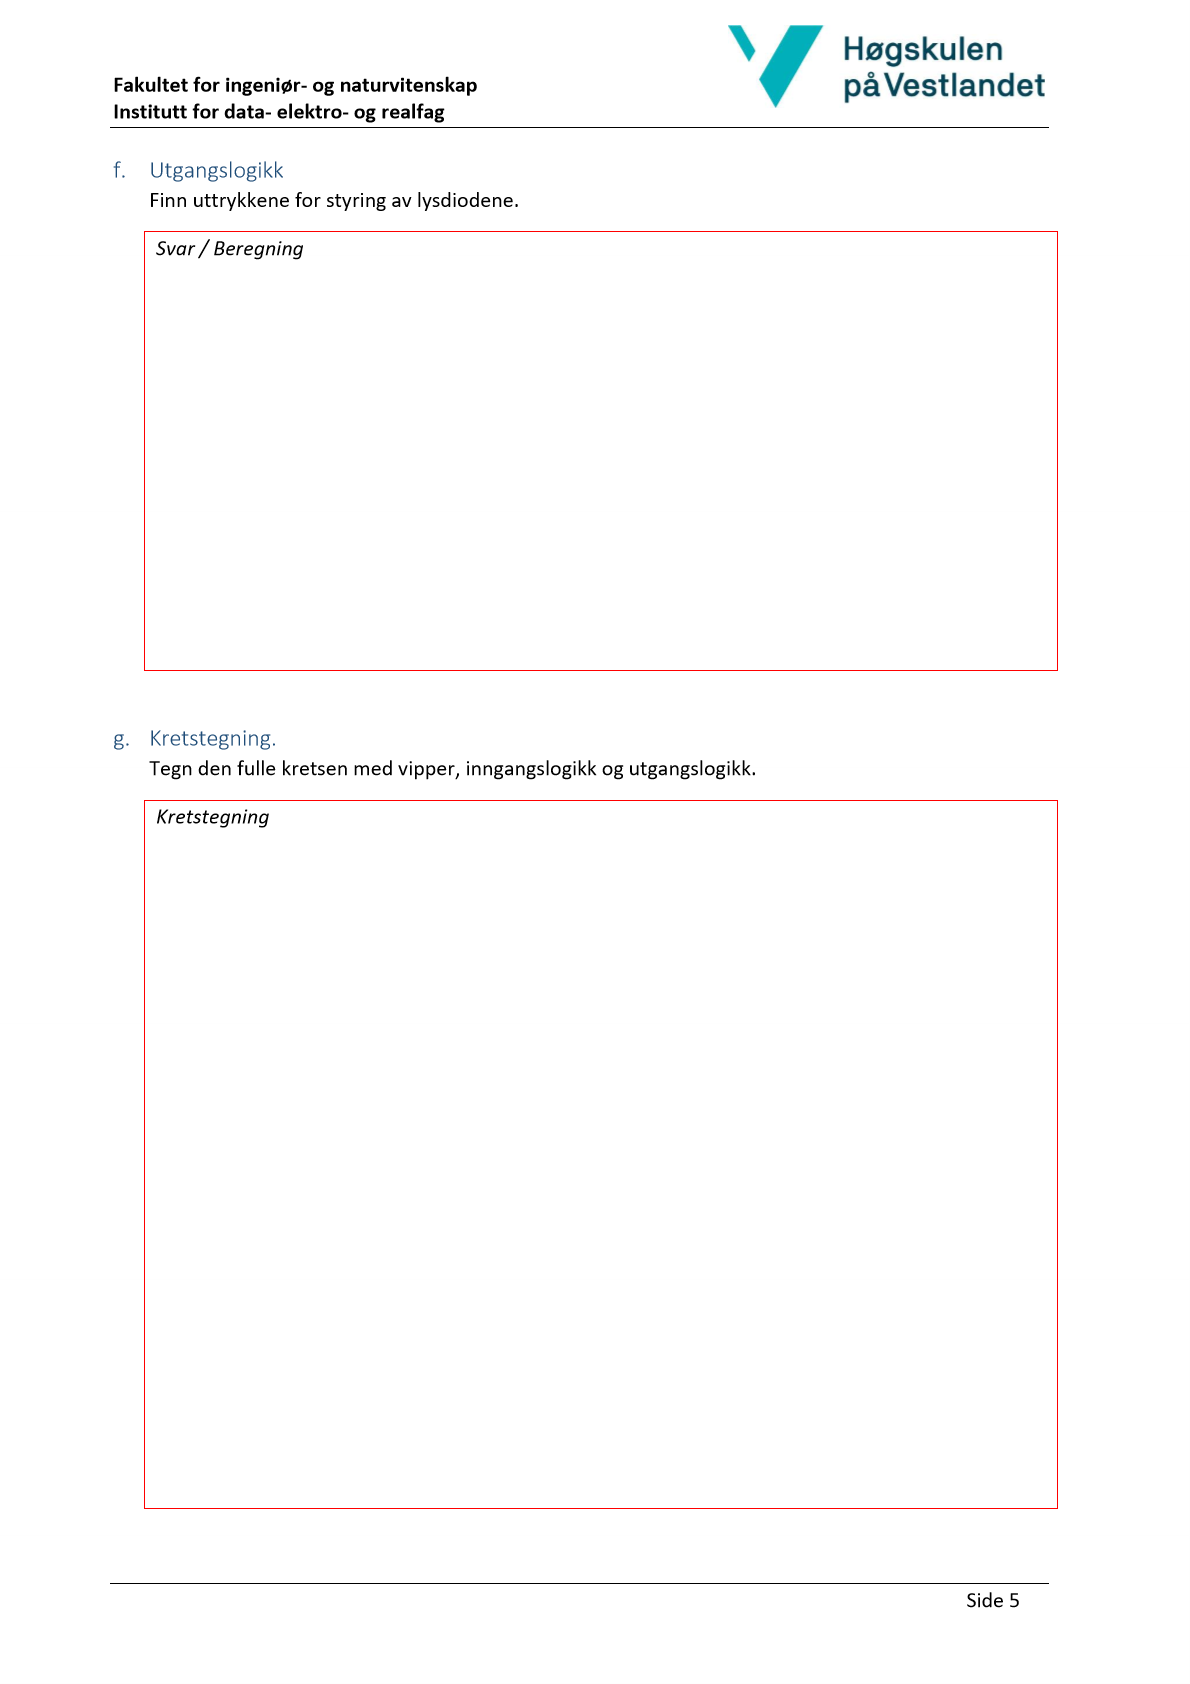 Høgskulen
på Vestlandet
Fakultet for ingeniør- og naturvitenskap
Institutt for data- elektro- og realfag
f. Utgangslogikk
Finn uttrykkene for styring av lysdiodene.
Svar / Beregning
g. Kretstegning.
Tegn den fulle kretsen med vipper, inngangslogikk og utgangslogikk.
Kretstegning
Side 5